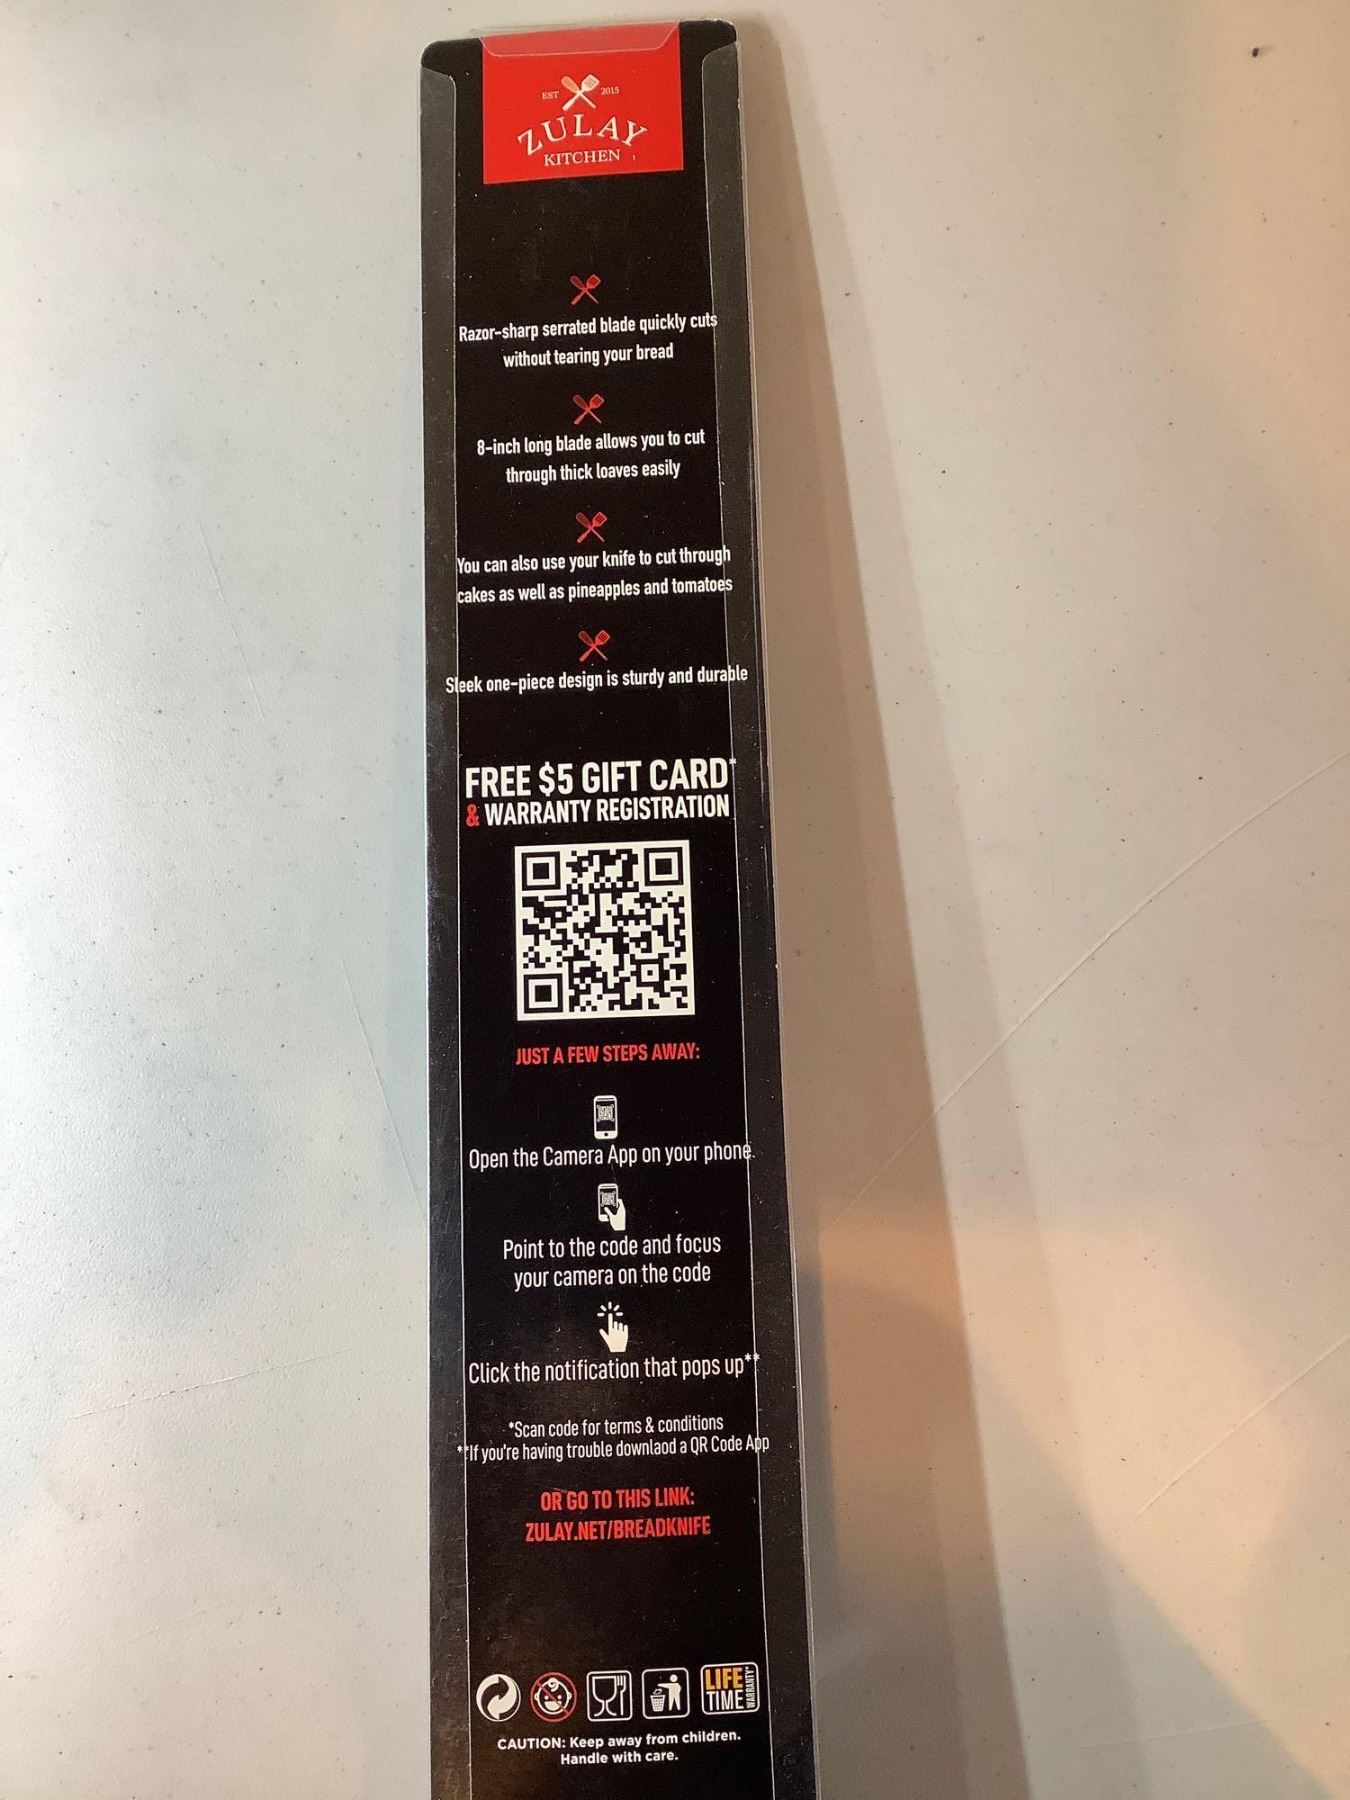 EST 2015
ZULAY
KITCHEN
Razor-sharp serrated blade quickly cuts
without tearing your bread
8-inch long blade allows you to cut
through thick loaves easily
You can also use your knife to cut through
cakes as well as pineapples and tomatoes
Sleek one-piece design is sturdy and durable
FREE $5 GIFT CARD*
& WARRANTY REGISTRATION
JUST A FEW STEPS AWAY:
Open the Camera App on your phone.
Point to the code and focus
your camera on the code
Click the notification that pops up**
*Scan code for terms & conditions
**If you're having trouble downlaod a QR Code App
OR GO TO THIS LINK:
ZULAY.NET/BREADKNIFE
LIFE
TIME
WARRANTY*
CAUTION: Keep away from children.
Handle with care.